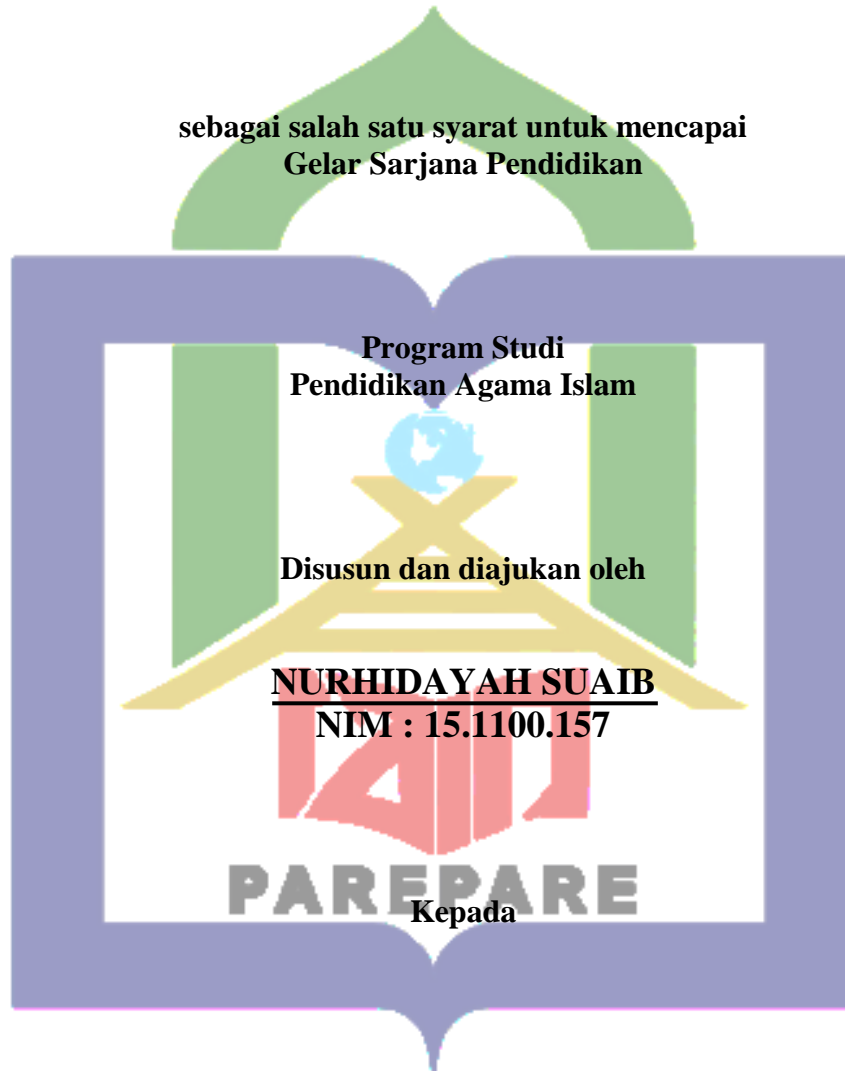 sebagai salah satu syarat untuk mencapai
Gelar Sarjana Pendidikan
Program Studi
Pendidikan Agama Islam
Disusun dan diajukan oleh
NURHIDAYAH SUAIB
NIM : 15.1100.157
iain
PAREPARE
Kepada